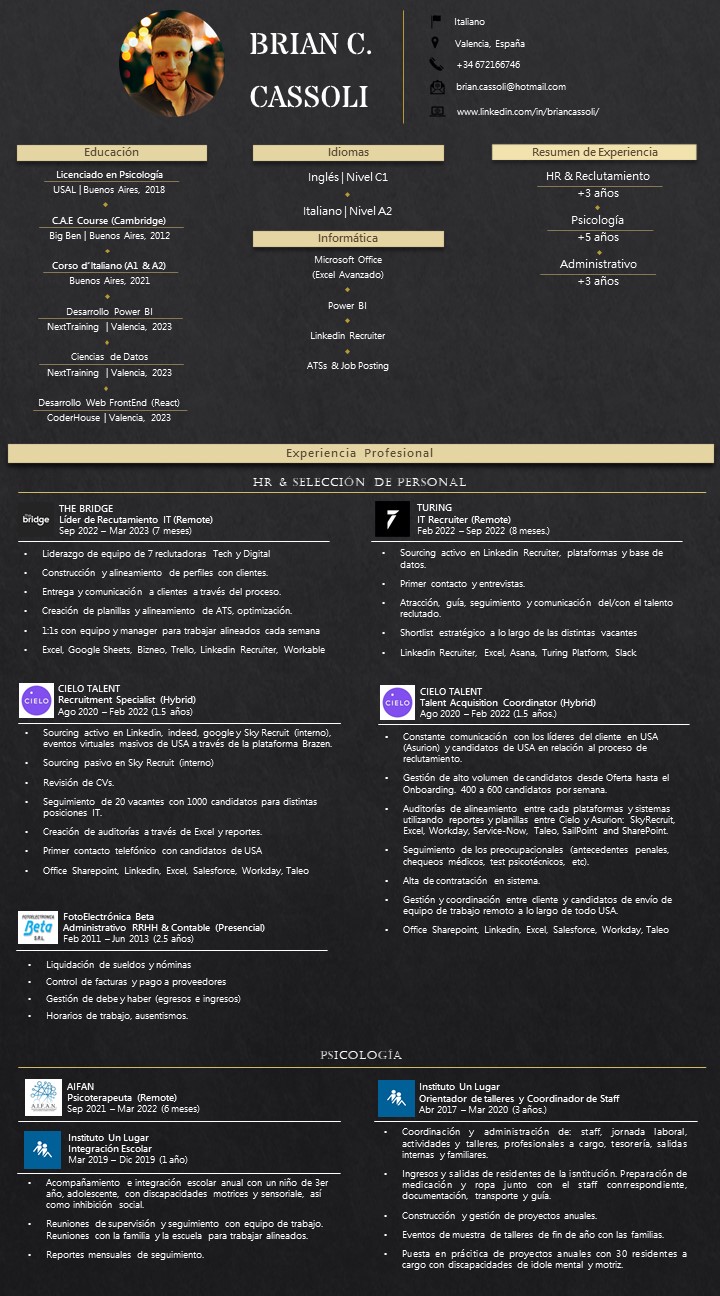 BRIAN C.
CASSOLI
Italiano
Valencia, España
+34 672166746
brian.cassoli@hotmail.com
www.linkedin.com/in/briancassoli/
Educación
Licenciado en Psicología
USAL | Buenos Aires, 2018
C.A.E Course (Cambridge)
Big Ben | Buenos Aires, 2012
Corso d'Italiano (A1 & A2)
Buenos Aires, 2021
Desarrollo Power BI
NextTraining | Valencia, 2023
Ciencias de Datos
NextTraining | Valencia, 2023
Desarrollo Web FrontEnd (React)
CoderHouse | Valencia, 2023
Idiomas
Inglés | Nivel C1
Italiano | Nivel A2
Informática
Microsoft Office
(Excel Avanzado)
Power BI
Linkedin Recruiter
ATSs & Job Posting
Resumen de Experiencia
HR & Reclutamiento
+3 años
Psicología
+5 años
Administrativo
+3 años
Experiencia Profesional
HR & SELECCIÓN DE PERSONAL
bridge
THE BRIDGE
Líder de Recutamiento IT (Remote)
Sep 2022 – Mar 2023 (7 meses)
• Liderazgo de equipo de 7 reclutadoras Tech y Digital
• Construcción y alineamiento de perfiles con clientes.
• Entrega y comunicación a clientes a través del proceso.
• Creación de planillas y alineamiento de ATS, optimización.
• 1:1s con equipo y manager para trabajar alineados cada semana
• Excel, Google Sheets, Bizneo, Trello, Linkedin Recruiter, Workable
TURING
IT Recruiter (Remote)
Feb 2022 – Sep 2022 (8 meses.)
• Sourcing activo en Linkedin Recruiter, plataformas y base de
datos.
• Primer contacto y entrevistas.
• Atracción, guía, seguimiento y comunicación del/con el talento
reclutado.
• Shortlist estratégico a lo largo de las distintas vacantes
• Linkedin Recruiter, Excel, Asana, Turing Platform, Slack
CIELO
CIELO TALENT
Recruitment Specialist (Hybrid)
Ago 2020 – Feb 2022 (1.5 años)
• Sourcing activo en Linkedin, indeed, google y Sky Recruit (interno),
eventos virtuales masivos de USA a través de la plataforma Brazen.
• Sourcing pasivo en Sky Recruit (interno)
• Revisión de CVs.
• Seguimiento de 20 vacantes con 1000 candidatos para distintas
posiciones IT.
• Creación de auditorías a través de Excel y reportes.
• Primer contacto telefónico con candidatos de USA
• Office Sharepoint, Linkedin, Excel, Salesforce, Workday, Taleo
CIELO
CIELO TALENT
Talent Acquisition Coordinator (Hybrid)
Ago 2020 – Feb 2022 (1.5 años.)
• Constante comunicación con los líderes del cliente en USA
(Asurion) y candidatos de USA en relación al proceso de
reclutamiento.
• Gestión de alto volumen de candidatos desde Oferta hasta el
Onboarding. 400 a 600 candidatos por semana.
• Auditorías de alineamiento entre cada plataformas y sistemas
utilizando reportes y planillas entre Cielo y Asurion: SkyRecruit,
Excel, Workday, Service-Now, Taleo, SailPoint and SharePoint.
• Seguimiento de los preocupacionales (antecedentes penales,
chequeos médicos, test psicotécnicos, etc).
• Alta de contratación en sistema.
• Gestión y coordinación entre cliente y candidatos de envío de
equipo de trabajo remoto a lo largo de todo USA.
• Office Sharepoint, Linkedin, Excel, Salesforce, Workday, Taleo
FOTOELECTRONICA
Beta
S.R.L.
FotoElectrónica Beta
Administrativo RRHH & Contable (Presencial)
Feb 2011 – Jun 2013 (2.5 años)
• Liquidación de sueldos y nóminas
• Control de facturas y pago a proveedores
• Gestión de debe y haber (egresos e ingresos)
• Horarios de trabajo, ausentismos.
PSICOLOGÍA
A.I.F.A.N.
AIFAN
Psicoterapeuta (Remote)
Sep 2021 – Mar 2022 (6 meses)
Instituto Un Lugar
Integración Escolar
Mar 2019 – Dic 2019 (1 año)
• Acompañamiento e integración escolar anual con un niño de 3er
año, adolescente, con discapacidades motrices y sensoriale, así
como inhibición social.
• Reuniones de supervisión y seguimiento con equipo de trabajo.
Reuniones con la familia y la escuela para trabajar alineados.
• Reportes mensuales de seguimiento.
Instituto Un Lugar
Orientador de talleres y Coordinador de Staff
Abr 2017 – Mar 2020 (3 años.)
• Coordinación y administración de: staff, jornada laboral,
actividades y talleres, profesionales a cargo, tesorería, salidas
internas y familiares.
• Ingresos y salidas de residentes de la isntitución. Preparación de
medicación y ropa junto con el staff conrrespondiente,
documentación, transporte y guía.
• Construcción y gestión de proyectos anuales.
• Eventos de muestra de talleres de fin de año con las familias.
• Puesta en prácitica de proyectos anuales con 30 residentes a
cargo con discapacidades de idole mental y motriz.